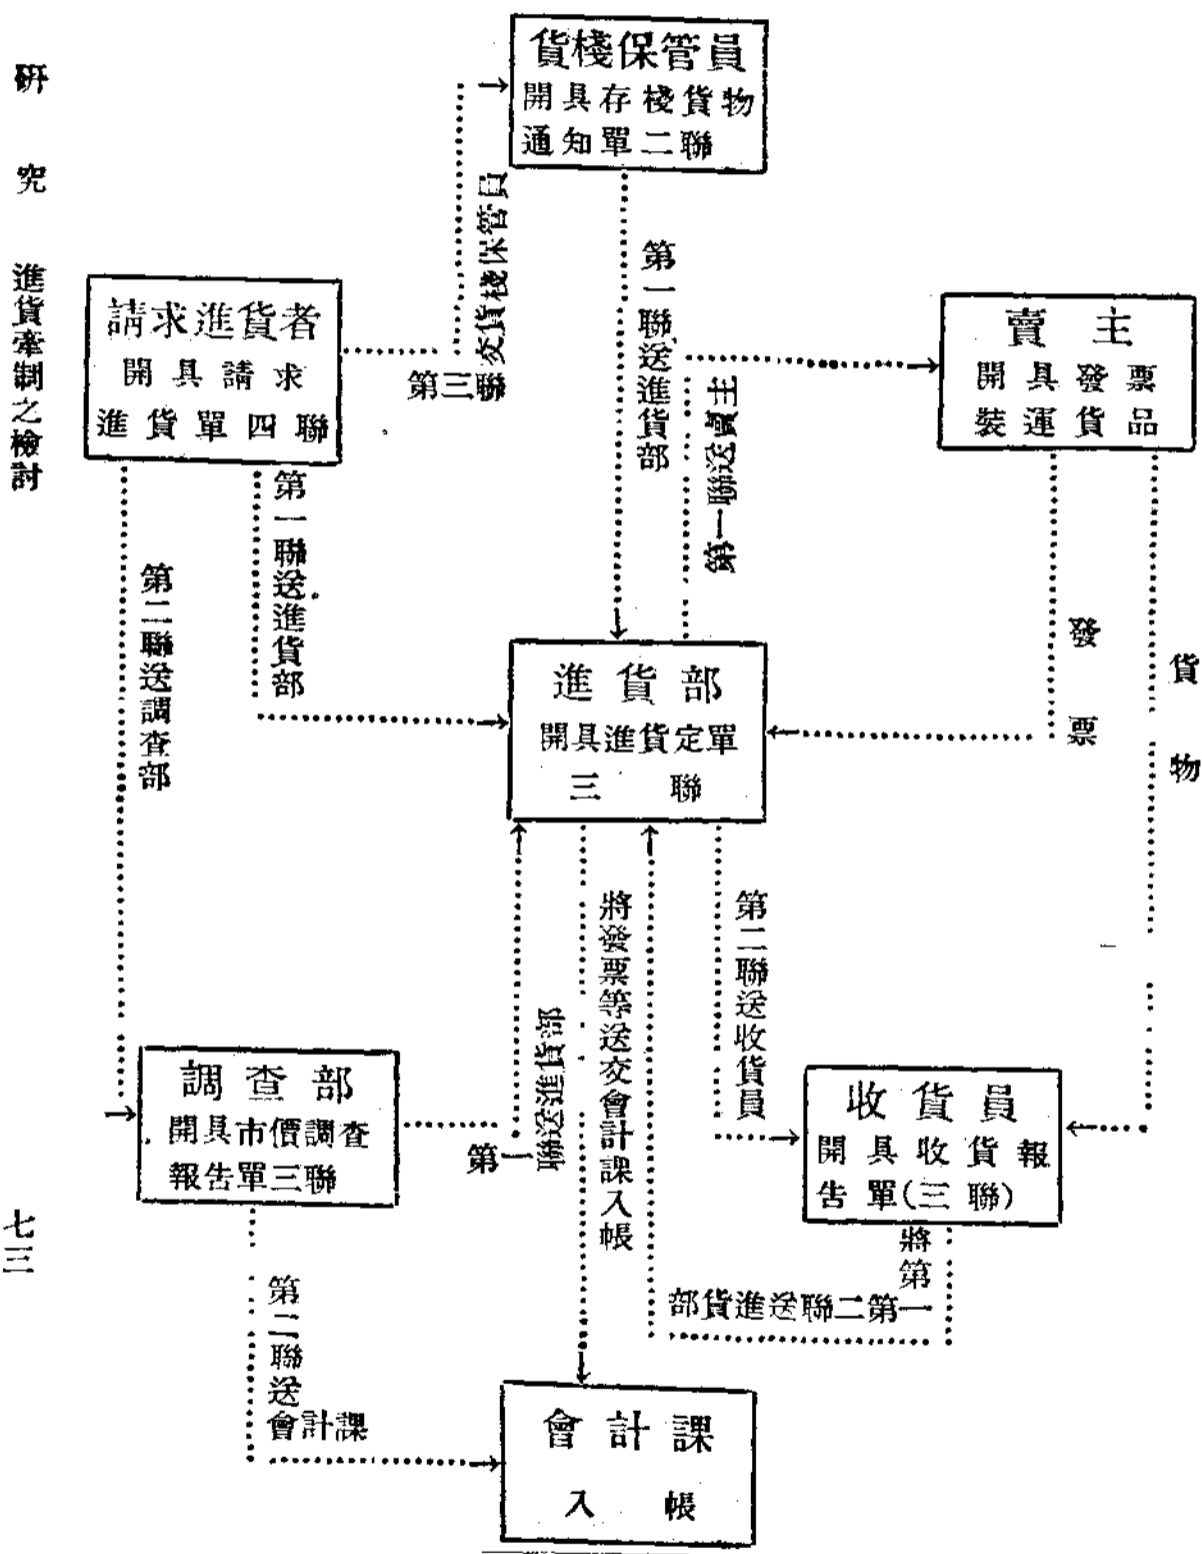 研究　進貨牽制之檢討
七三
貨棧保管員
開具存棧貨物
通知單二聯
請求進貨者
開具請求
進貨單四聯
第三聯
交貨棧保管員
第一聯送進貨部
第一聯送賣主
賣主
開具發票
裝運貨品
第二聯送調查部
第一聯送進貨部
發票
貨物
進貨部
開具進貨定單
三聯
調查部
開具市價調查
報告單三聯
第一
聯送進貨部
將發票等送交會計課入帳
第二聯送收貨員
收貨員
開具收貨報
告單(三聯)
將第
一第二聯送進貨部
第二聯送
會計課
會計課
入帳